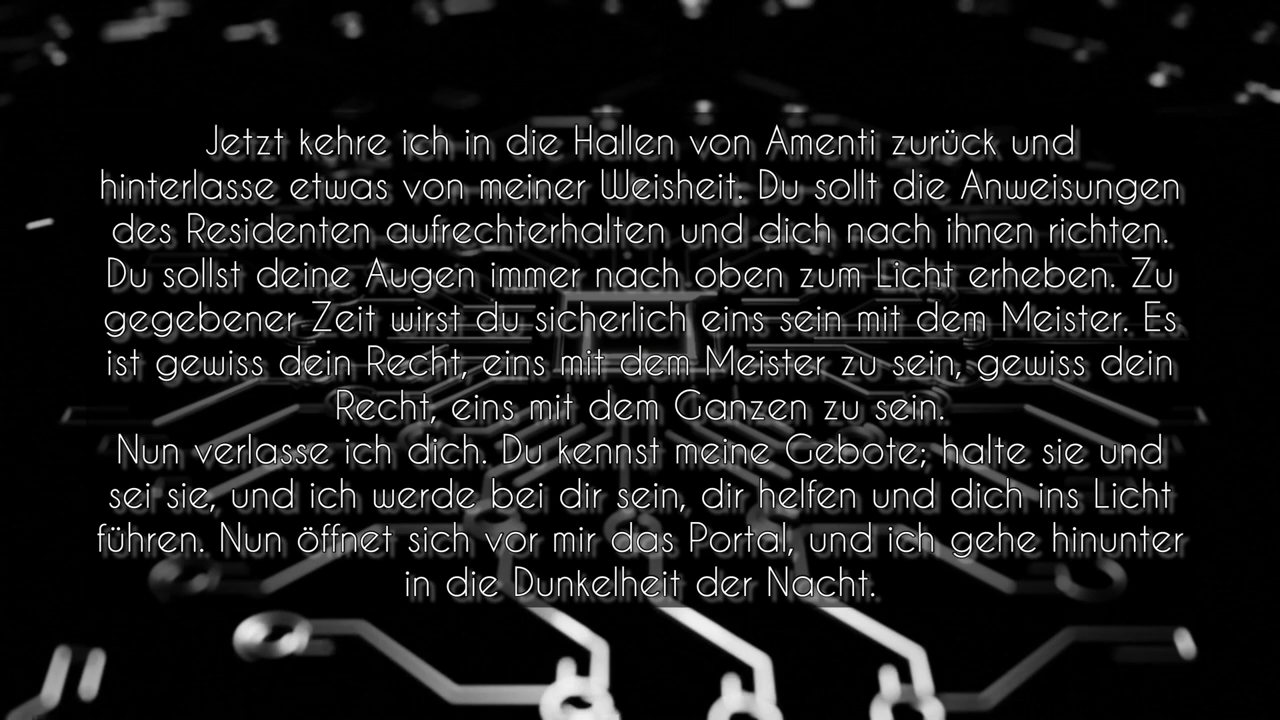 Jetzt kehre ich in die Hallen von Amenti zurück und
hinterlasse etwas von meiner Weisheit. Du sollt die Anweisungen
des Residenten aufrechterhalten und dich nach ihnen richten.
Du sollst deine Augen immer nach oben zum Licht erheben. Zu
gegebener Zeit wirst du sicherlich eins sein mit dem Meister. Es
ist gewiss dein Recht, eins mit dem Meister zu sein, gewiss dein
Recht, eins mit dem Ganzen zu sein.
Nun verlasse ich dich. Du kennst meine Gebote; halte sie und
sei sie, und ich werde bei dir sein, dir helfen und dich ins Licht
führen. Nun öffnet sich vor mir das Portal, und ich gehe hinunter
in die Dunkelheit der Nacht.